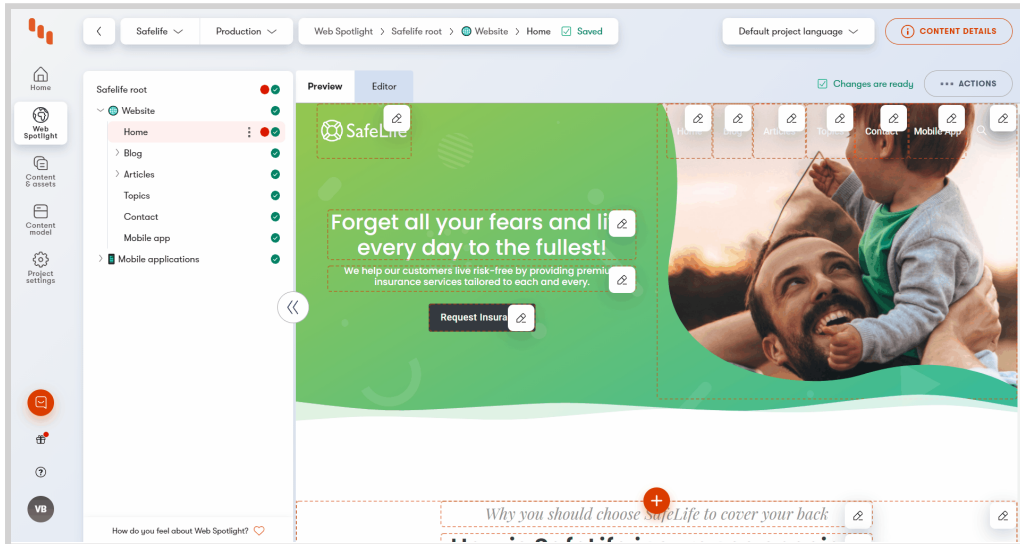 Safelife
Production
Web Spotlight > Safelife root > Website > Home
Saved
Default project language
CONTENT DETAILS
Home
Web
Spotlight
Content
& assets
Content
model
Project
settings
VB
Safelife root
Website
Home
Blog
Articles
Topics
Contact
Mobile app
Mobile applications
How do you feel about Web Spotlight?
Preview
Editor
Changes are ready
ACTIONS
SafeLife
Home Blog Articles Topics Contact Mobile App
Forget all your fears and li
every day to the fullest!
We help our customers live risk-free by providing premiu
insurance services tailored to each and every.
Request Insura
Why you should choose SafeLife to cover your back